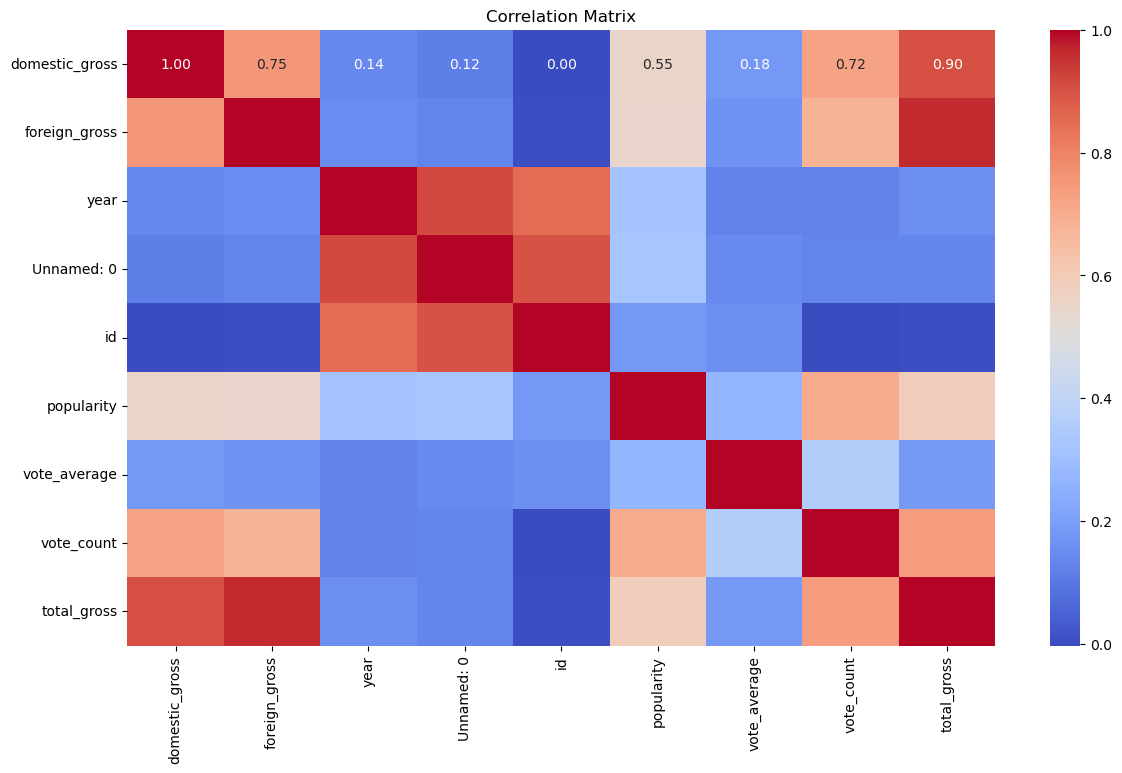 Correlation Matrix
domestic_gross 1.00 0.75 0.14 0.12 0.00 0.55 0.18 0.72 0.90
foreign_gross
year
Unnamed: 0
id
popularity
vote_average
vote_count
total_gross
domestic_gross
foreign_gross
year
Unnamed: 0
id
popularity
vote_average
vote_count
total_gross
1.0
0.8
0.6
0.4
0.2
0.0